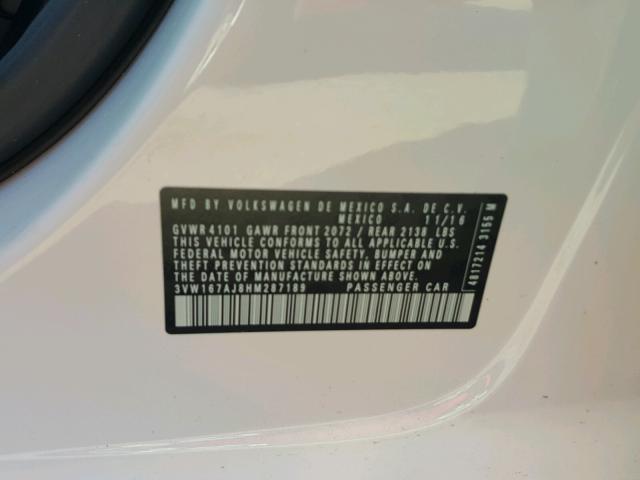 MFD BY VOLKSWAGEN DE MEXICO S.A. DE C.V.
MEXICO 11/16
GVWR 4101 GAWR FRONT 2072 / REAR 2138 LBS
THIS VEHICLE CONFORMS TO ALL APPLICABLE U.S.
FEDERAL MOTOR VEHICLE SAFETY, BUMPER AND
THEFT PREVENTION STANDARDS IN EFFECT ON
THE DATE OF MANUFACTURE SHOWN ABOVE.
3VW167AJ8HM287189 PASSENGER CAR
4817214 3155 M